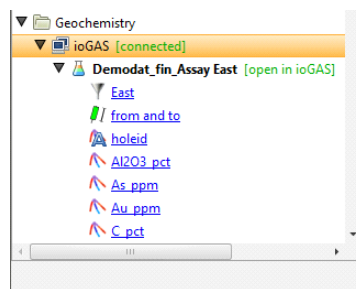 Geochemistry
ioGAS [connected]
Demodat_fin_Assay East [open in ioGAS]
East
from and to
holeid
Al2O3_pct
As_ppm
Au_ppm
C_pct